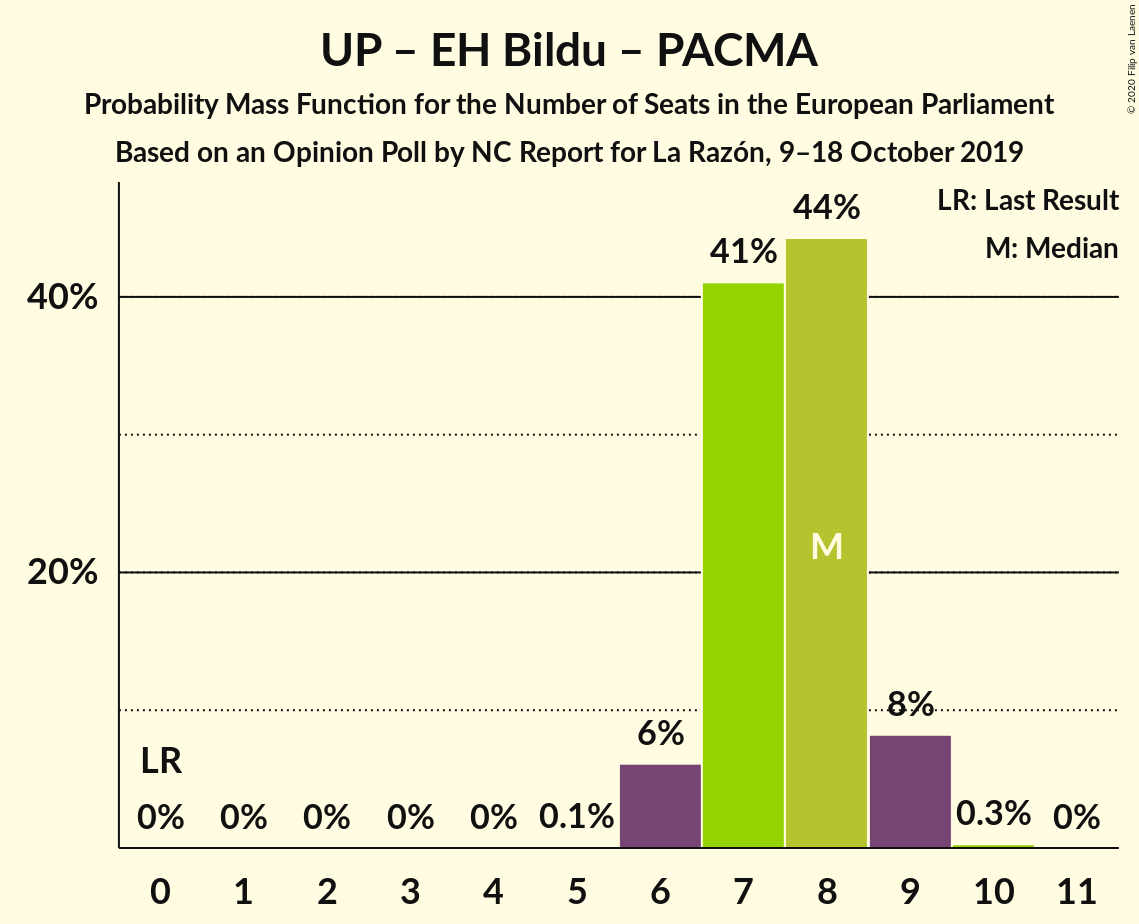 UP – EH Bildu – PACMA
Probability Mass Function for the Number of Seats in the European Parliament
Based on an Opinion Poll by NC Report for La Razón, 9–18 October 2019
© 2020 Filip van Laenen
LR: Last Result
M: Median
44%
41%
40%
M
20%
8%
6%
LR
0% 0% 0% 0% 0% 0.1% 0.3% 0%
0 1 2 3 4 5 6 7 8 9 10 11